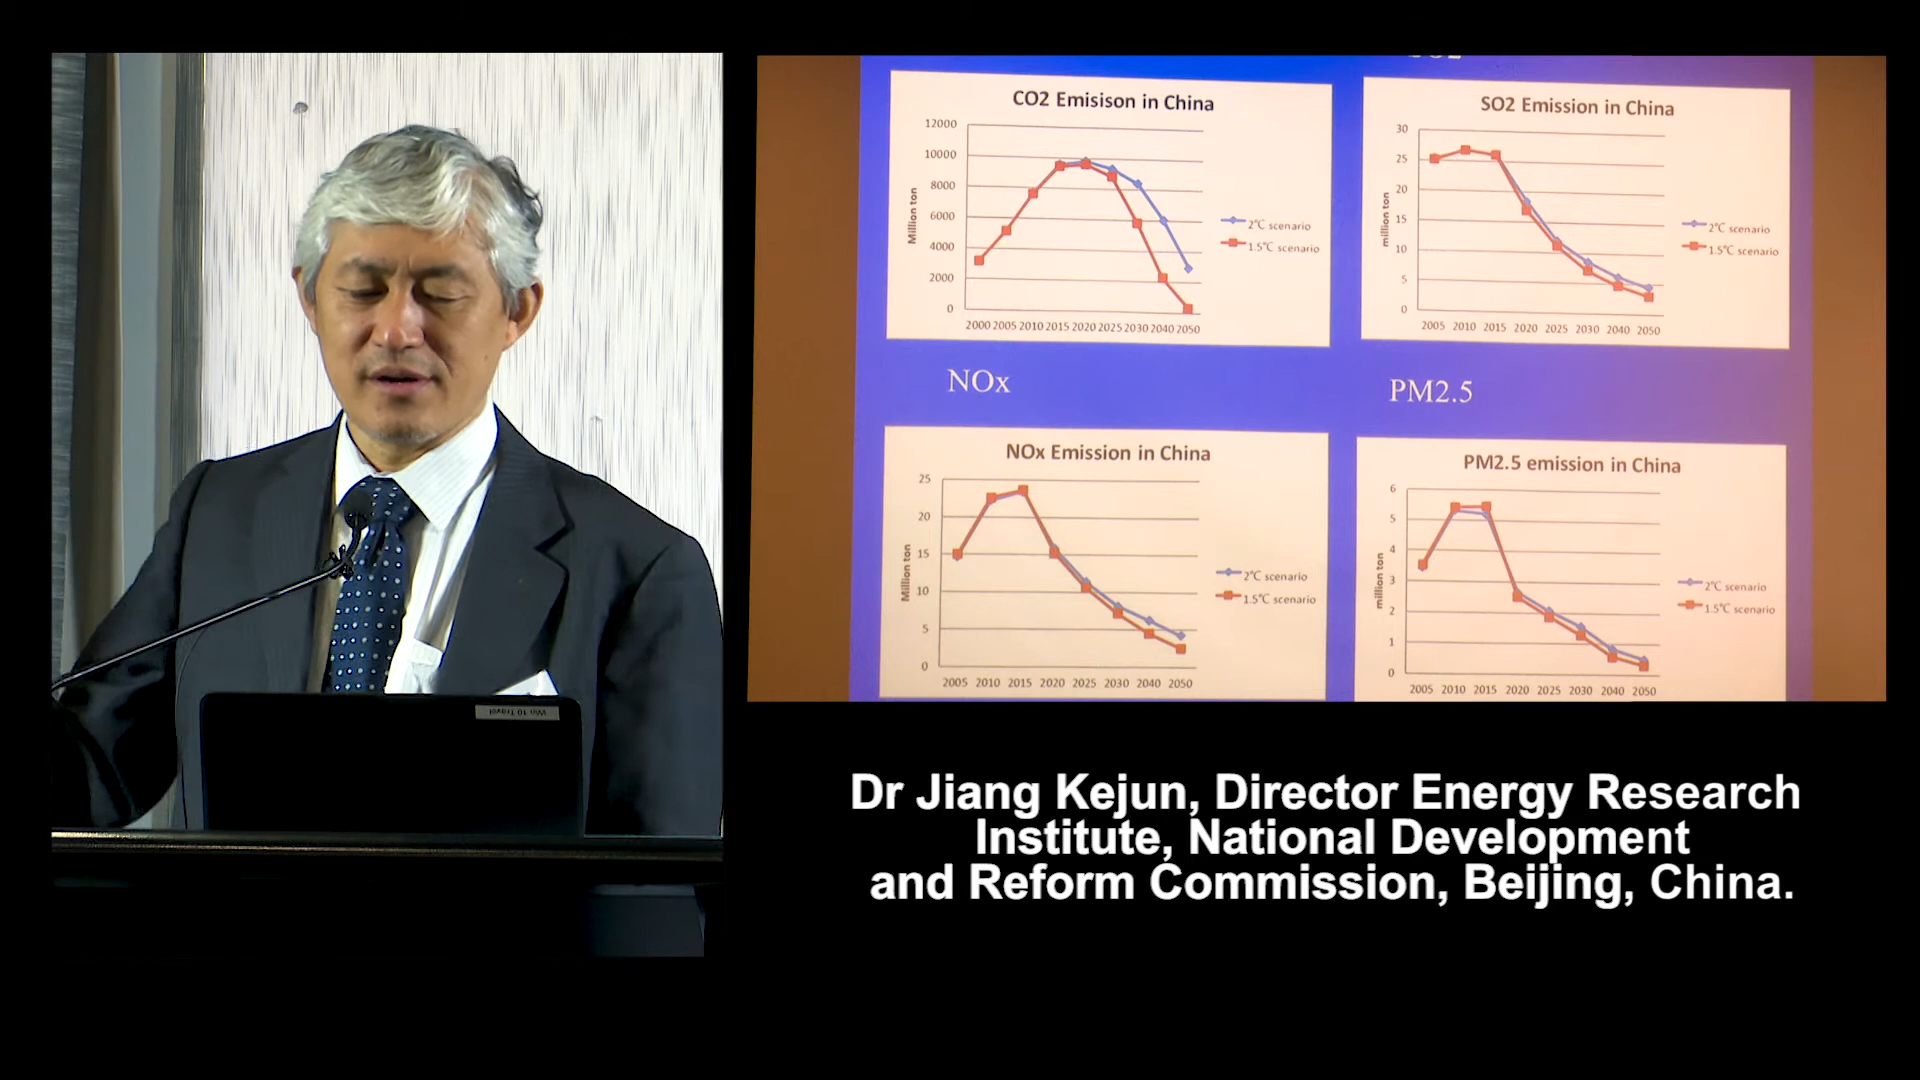 CO2 Emisison in China
12000
10000
8000
6000
4000
2000
0
Million ton
2000 2005 2010 2015 2020 2025 2030 2040 2050
2℃ scenario
1.5℃ scenario
SO2 Emission in China
30
25
20
15
10
5
0
million ton
2005 2010 2015 2020 2025 2030 2040 2050
2℃ scenario
1.5℃ scenario
NOx
PM2.5
NOx Emission in China
25
20
15
10
5
0
Million ton
2005 2010 2015 2020 2025 2030 2040 2050
2℃ scenario
1.5℃ scenario
PM2.5 emission in China
6
5
4
3
2
1
0
million ton
2005 2010 2015 2020 2025 2030 2040 2050
2℃ scenario
1.5℃ scenario
Win 10 Travel
Dr Jiang Kejun, Director Energy Research
Institute, National Development
and Reform Commission, Beijing, China.